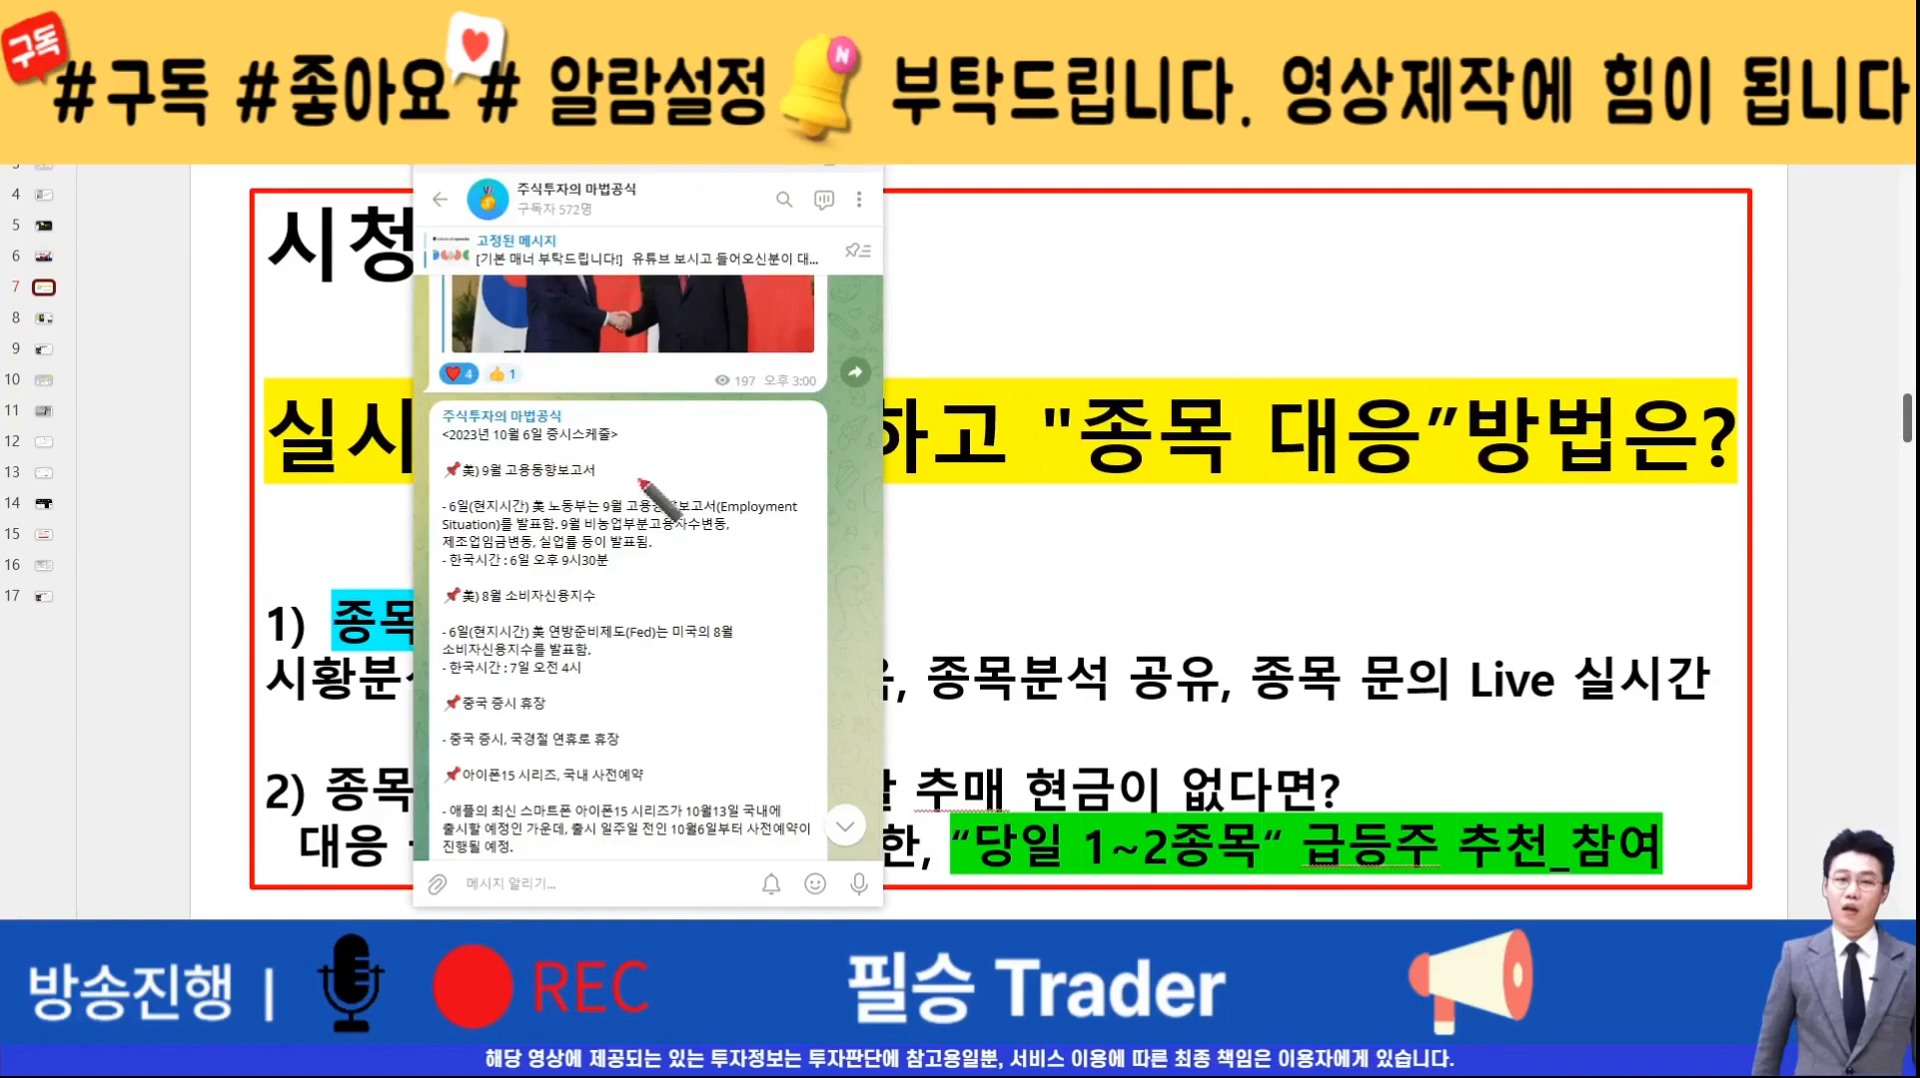 구독
#구독 #좋아요 # 알람설정 N 부탁드립니다. 영상제작에 힘이 됩니다
4
5
6
7
8
9
10
11
12
13
14
15
16
17
시청
실시
하고 "종목 대응”방법은?
1) 종목
시황분
, 종목분석 공유, 종목 문의 Live 실시간
2) 종목
추매 현금이 없다면?
대응
한, “당일 1~2종목“ 급등주 추천_참여
주식투자의 마법공식
구독자 572명
고정된 메시지
[기본 매너 부탁드립니다!] 유튜브 보시고 들어오신분이 대...
4 1
197 오후 3:00
주식투자의 마법공식
<2023년 10월 6일 증시스케줄>
美) 9월 고용동향보고서
- 6일(현지시간) 美 노동부는 9월 고용 보고서(Employment
Situation)를 발표함. 9월 비농업부분고용자수변동,
제조업임금변동, 실업률 등이 발표됨.
- 한국시간 : 6일 오후 9시30분
美) 8월 소비자신용지수
- 6일(현지시간) 美 연방준비제도(Fed)는 미국의 8월
소비자신용지수를 발표함.
- 한국시간 : 7일 오전 4시
중국 증시 휴장
- 중국 증시, 국경절 연휴로 휴장
아이폰15 시리즈, 국내 사전예약
- 애플의 최신 스마트폰 아이폰15 시리즈가 10월13일 국내에
출시할 예정인 가운데, 출시 일주일 전인 10월6일부터 사전예약이
진행될 예정.
메시지 알리기...
방송진행 | REC 필승 Trader
해당 영상에 제공되는 있는 투자정보는 투자판단에 참고용일뿐, 서비스 이용에 따른 최종 책임은 이용자에게 있습니다.